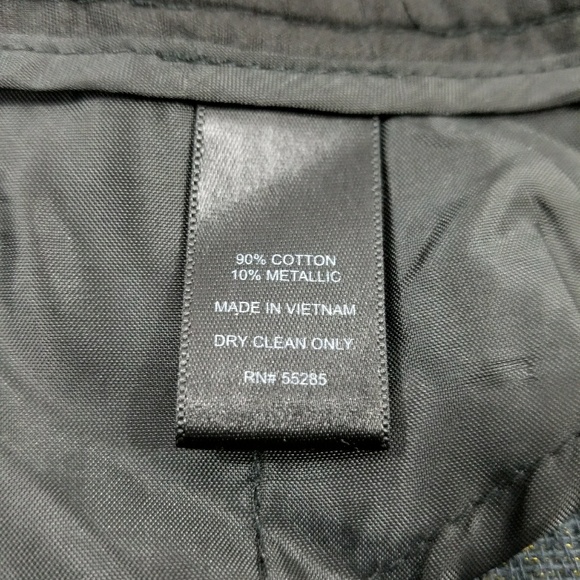 90% COTTON
10% METALLIC
MADE IN VIETNAM
DRY CLEAN ONLY
RN# 55285